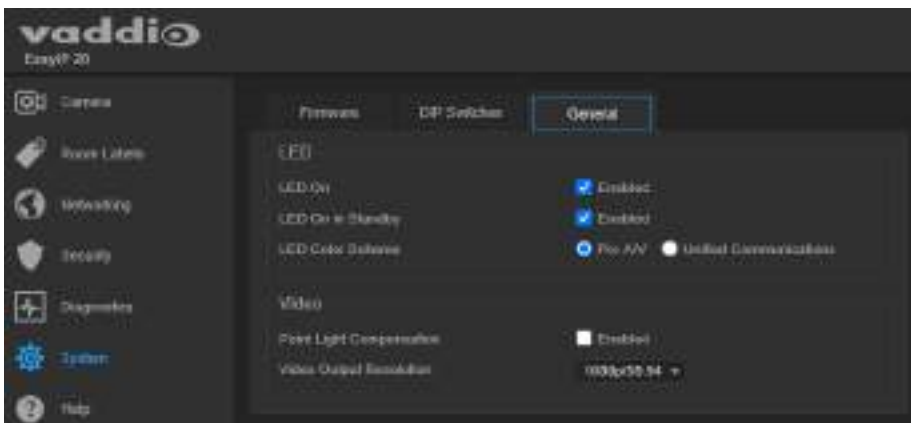 vaddio
EasyIP 20
Camera
Room Labels
Networking
Security
Diagnostics
System
Help
Firmware
DIP Switches
General
LED
LED On
Enabled
LED On in Standby
Enabled
LED Color Scheme
Pro A/V
Unified Communications
Video
Point Light Compensation
Enabled
Video Output Resolution
1080p/59.94